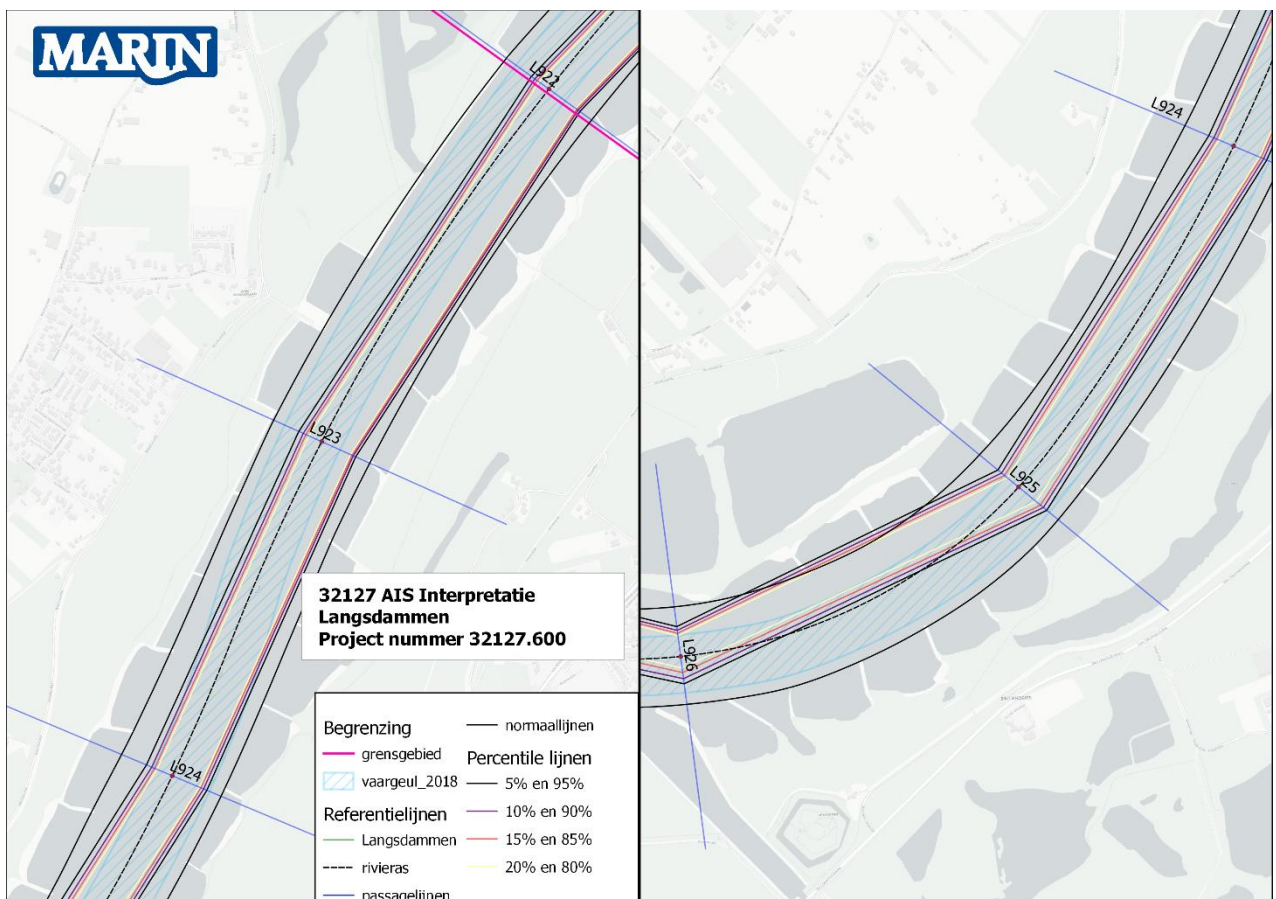 MARIN
L922
L923
L924
32127 AIS Interpretatie
Langsdammen
Project nummer 32127.600
Begrenzing
grensgebied
vaargeul_2018
Referentielijnen
Langsdammen
rivieras
passagelijnen
normaallijnen
Percentile lijnen
5% en 95%
10% en 90%
15% en 85%
20% en 80%
L924
L925
L926